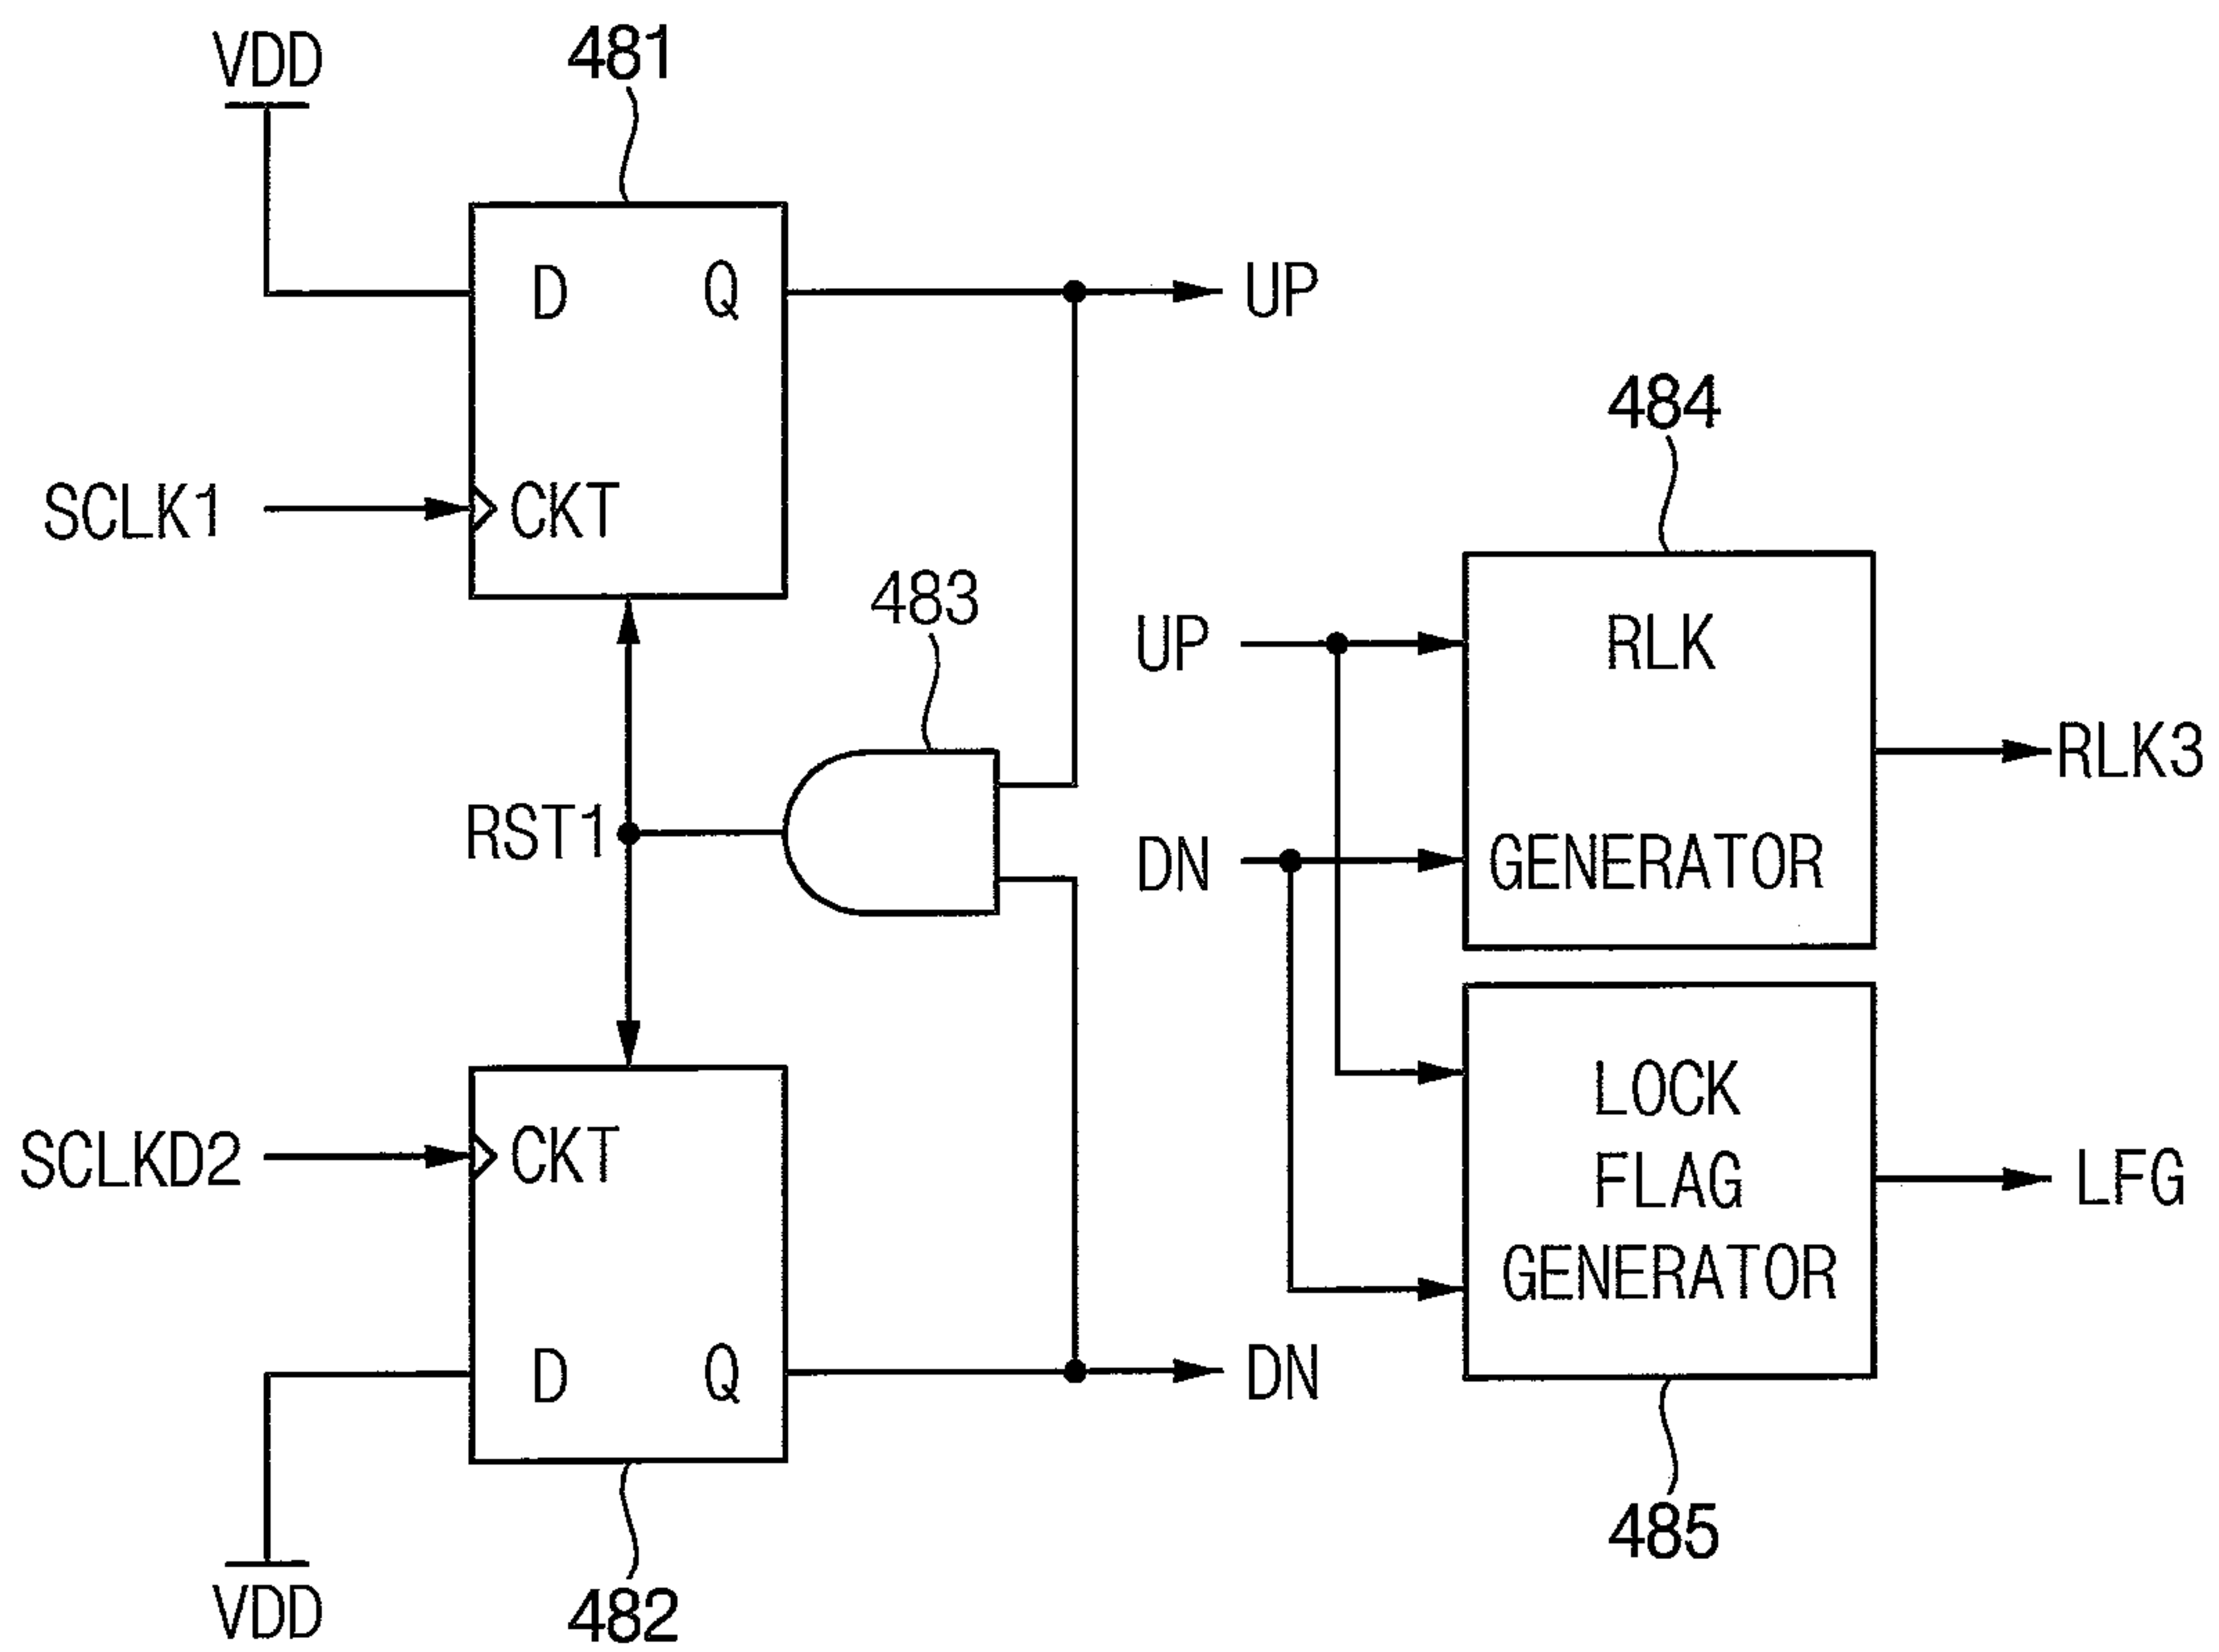 VDD
481
D
Q
UP
SCLK1
CKT
483
RST1
SCLKD2
CKT
D
Q
DN
VDD
482
484
UP
RLK
DN
GENERATOR
RLK3
LOCK
FLAG
GENERATOR
LFG
485